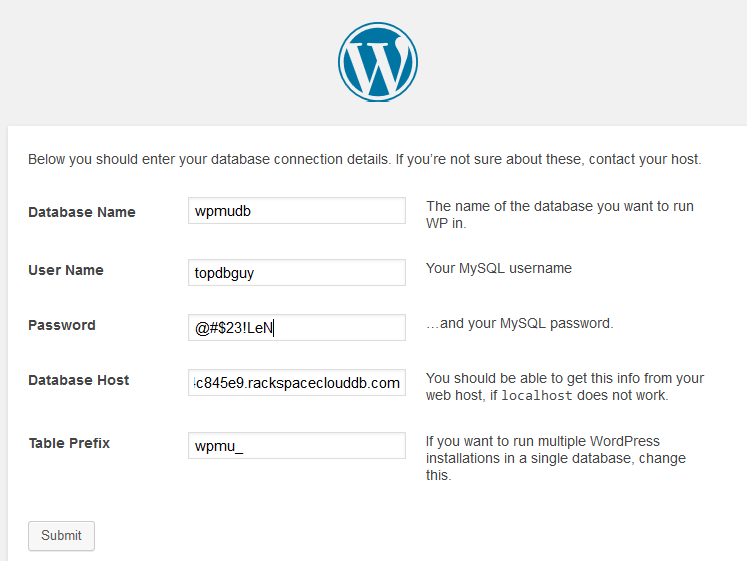 Below you should enter your database connection details. If you're not sure about these, contact your host.
Database Name
wpmudb
The name of the database you want to run
WP in.
User Name
topdbguy
Your MySQL username
Password
@#$23!LeN
…and your MySQL password.
Database Host
c845e9.rackspaceclouddb.com
You should be able to get this info from your
web host, if localhost does not work.
Table Prefix
wpmu_
If you want to run multiple WordPress
installations in a single database, change
this.
Submit